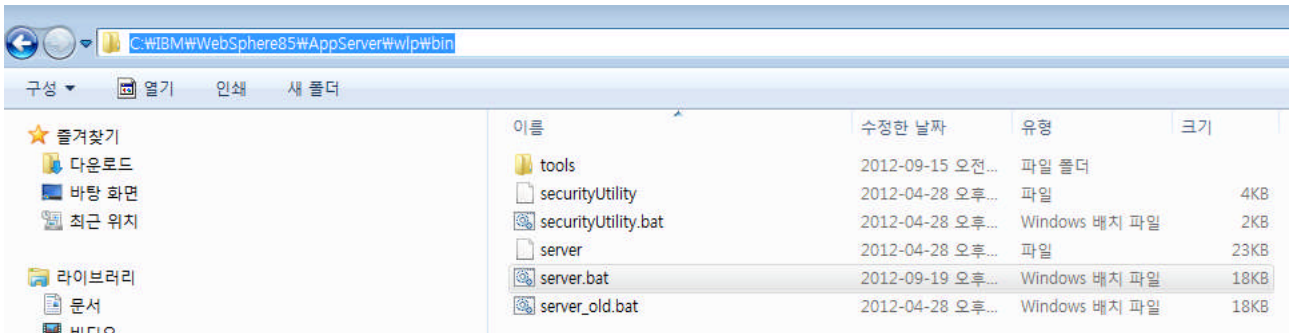 C:₩IBM₩WebSphere85₩AppServer₩wlp₩bin
구성 열기 인쇄 새 폴더
즐겨찾기
다운로드
바탕 화면
최근 위치
라이브러리
문서
비디오
이름 수정한 날짜 유형 크기
tools 2012-09-15 오전... 파일 폴더
securityUtility 2012-04-28 오후... 파일 4KB
securityUtility.bat 2012-04-28 오후... Windows 배치 파일 2KB
server 2012-04-28 오후... 파일 23KB
server.bat 2012-09-19 오후... Windows 배치 파일 18KB
server_old.bat 2012-04-28 오후... Windows 배치 파일 18KB